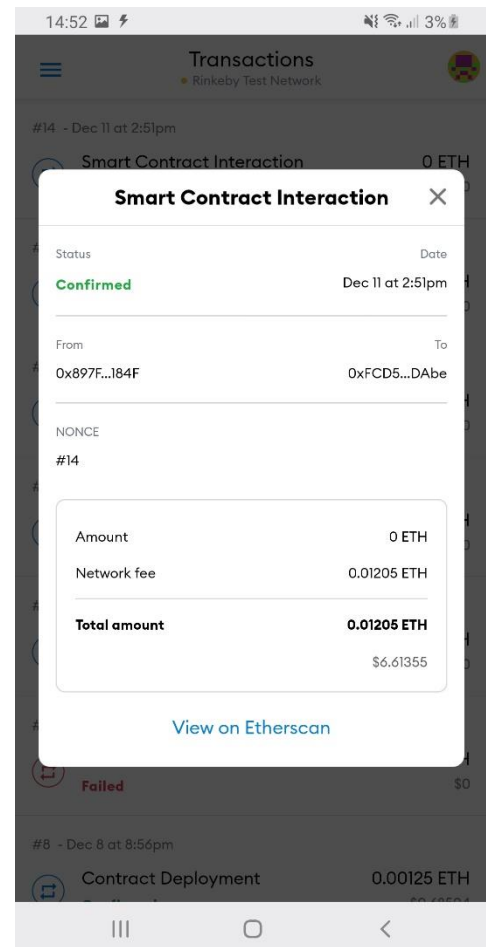 14:52 3%
Transactions
Rinkeby Test Network
#14 - Dec 11 at 2:51pm
Smart Contract Interaction 0 ETH
Smart Contract Interaction
Status Date
Confirmed Dec 11 at 2:51pm
From To
0x897F...184F 0xFCD5...DAbe
NONCE
#14
Amount 0 ETH
Network fee 0.01205 ETH
Total amount 0.01205 ETH
$6.61355
View on Etherscan
Failed $0
#8 - Dec 8 at 8:56pm
Contract Deployment 0.00125 ETH